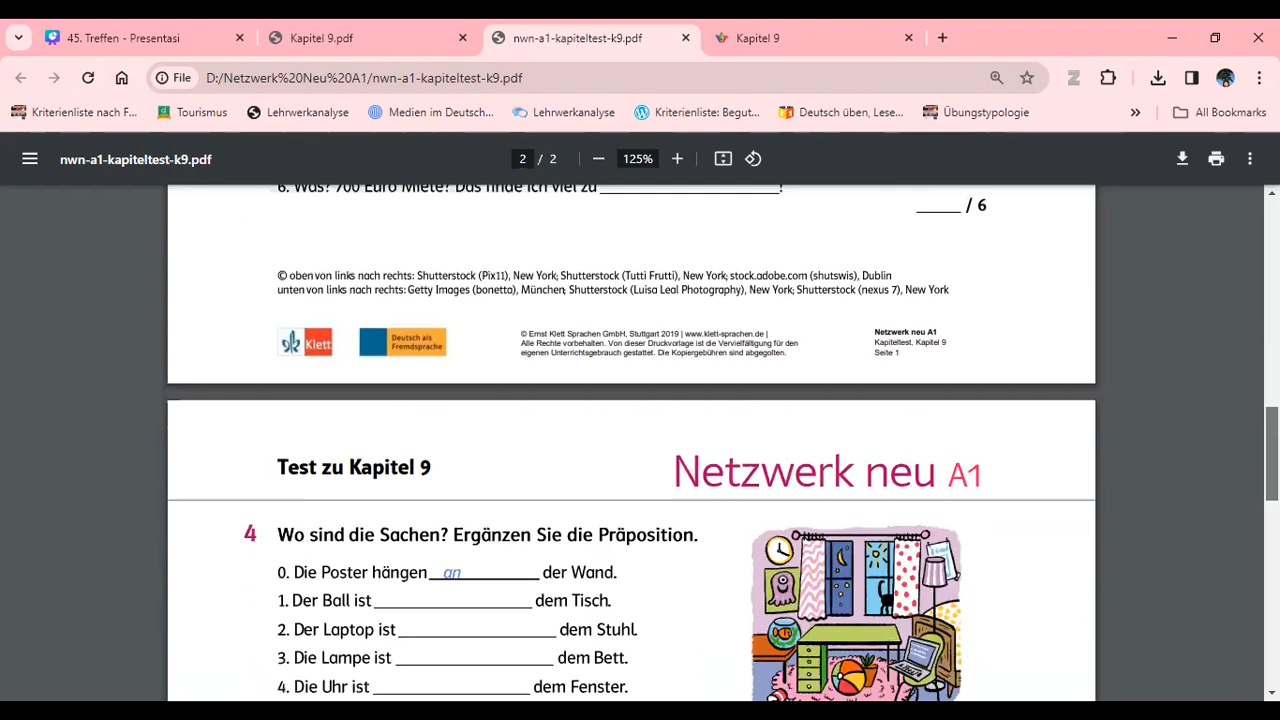 45. Treffen - Presentasi
Kapitel 9.pdf
nwn-a1-kapiteltest-k9.pdf
Kapitel 9
File
D:/Netzwerk%20Neu%20A1/nwn-a1-kapiteltest-k9.pdf
Kriterienliste nach F...
Tourismus
Lehrwerkanalyse
Medien im Deutsch...
Lehrwerkanalyse
Kriterienliste: Begut...
Deutsch üben, Lese...
Übungstypologie
All Bookmarks
nwn-a1-kapiteltest-k9.pdf
2 / 2
125%
6. Was? 700 Euro Miete? Das finde ich viel zu ____________________!
_____ / 6
© oben von links nach rechts: Shutterstock (Pix11), New York; Shutterstock (Tutti Frutti), New York; stock.adobe.com (shutswis), Dublin
unten von links nach rechts: Getty Images (bonetta), München; Shutterstock (Luisa Leal Photography), New York; Shutterstock (nexus 7), New York
Klett
Deutsch als
Fremdsprache
© Ernst Klett Sprachen GmbH, Stuttgart 2019 | www.klett-sprachen.de |
Alle Rechte vorbehalten. Von dieser Druckvorlage ist die Vervielfältigung für den
eigenen Unterrichtsgebrauch gestattet. Die Kopiergebühren sind abgegolten.
Netzwerk neu A1
Kapiteltest, Kapitel 9
Seite 1
Test zu Kapitel 9
Netzwerk neu A1
4 Wo sind die Sachen? Ergänzen Sie die Präposition.
0. Die Poster hängen __an________ der Wand.
1. Der Ball ist _________________ dem Tisch.
2. Der Laptop ist _________________ dem Stuhl.
3. Die Lampe ist _________________ dem Bett.
4. Die Uhr ist _________________ dem Fenster.